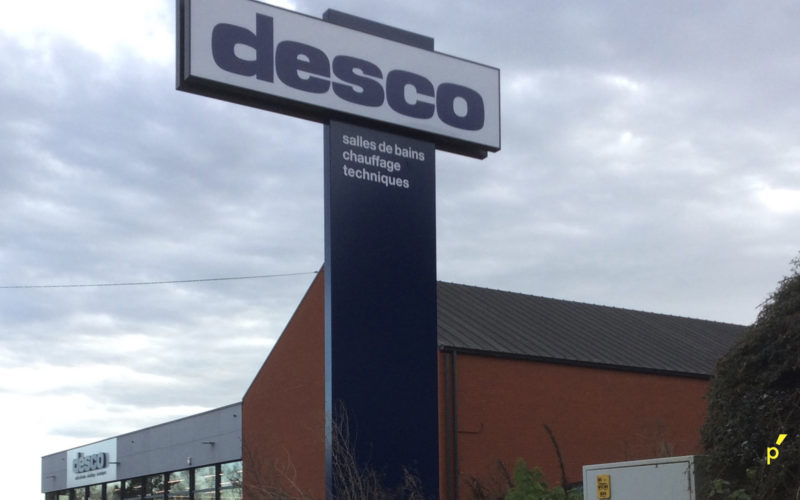 desco
salles de bains
chauffage
techniques
desco
p'